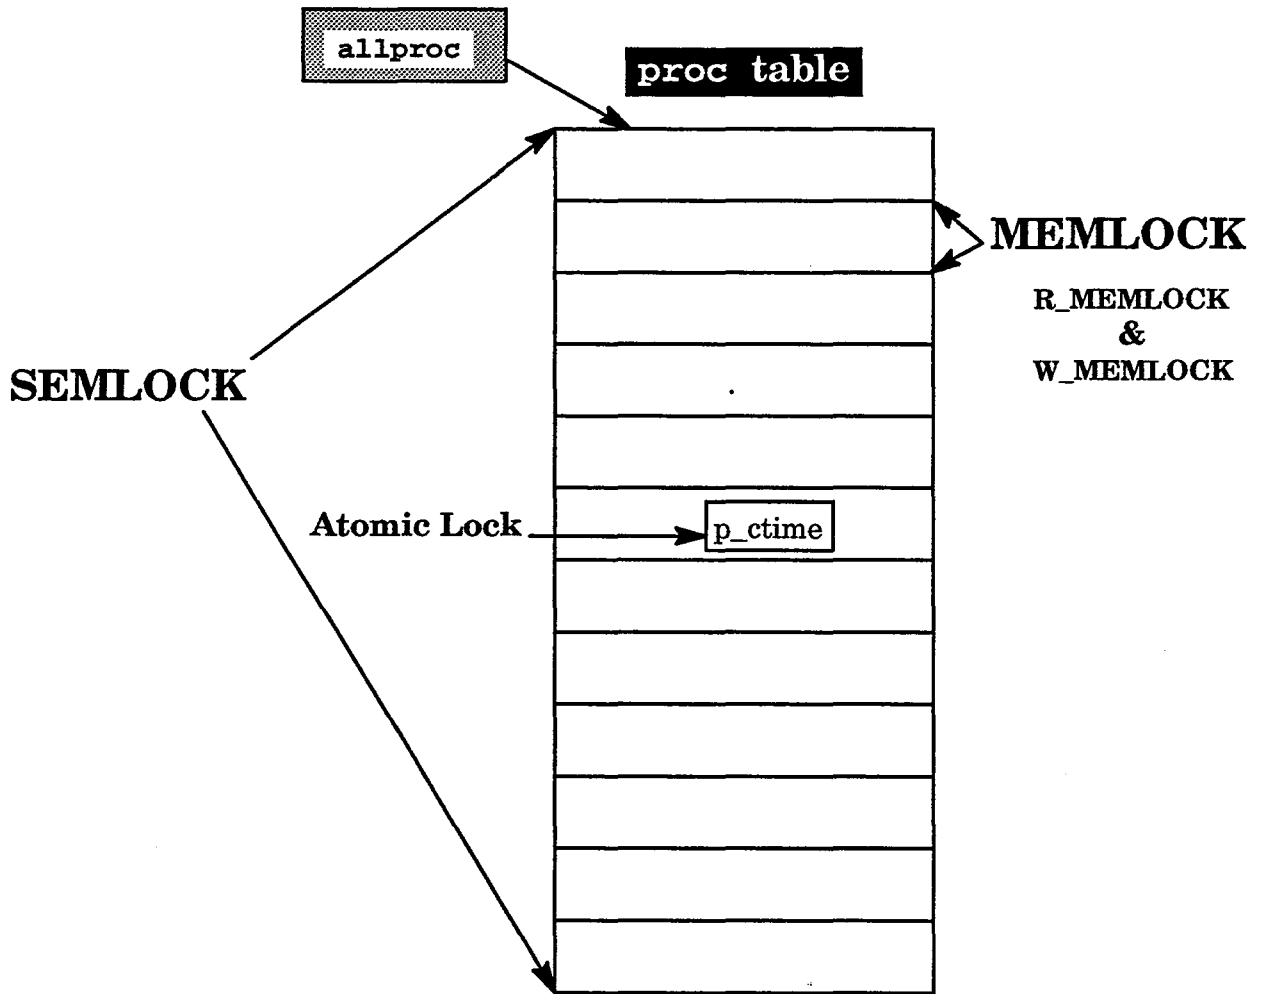 allproc
proc table
MEMLOCK
R_MEMLOCK
&
W_MEMLOCK
SEMLOCK
Atomic Lock
p_ctime